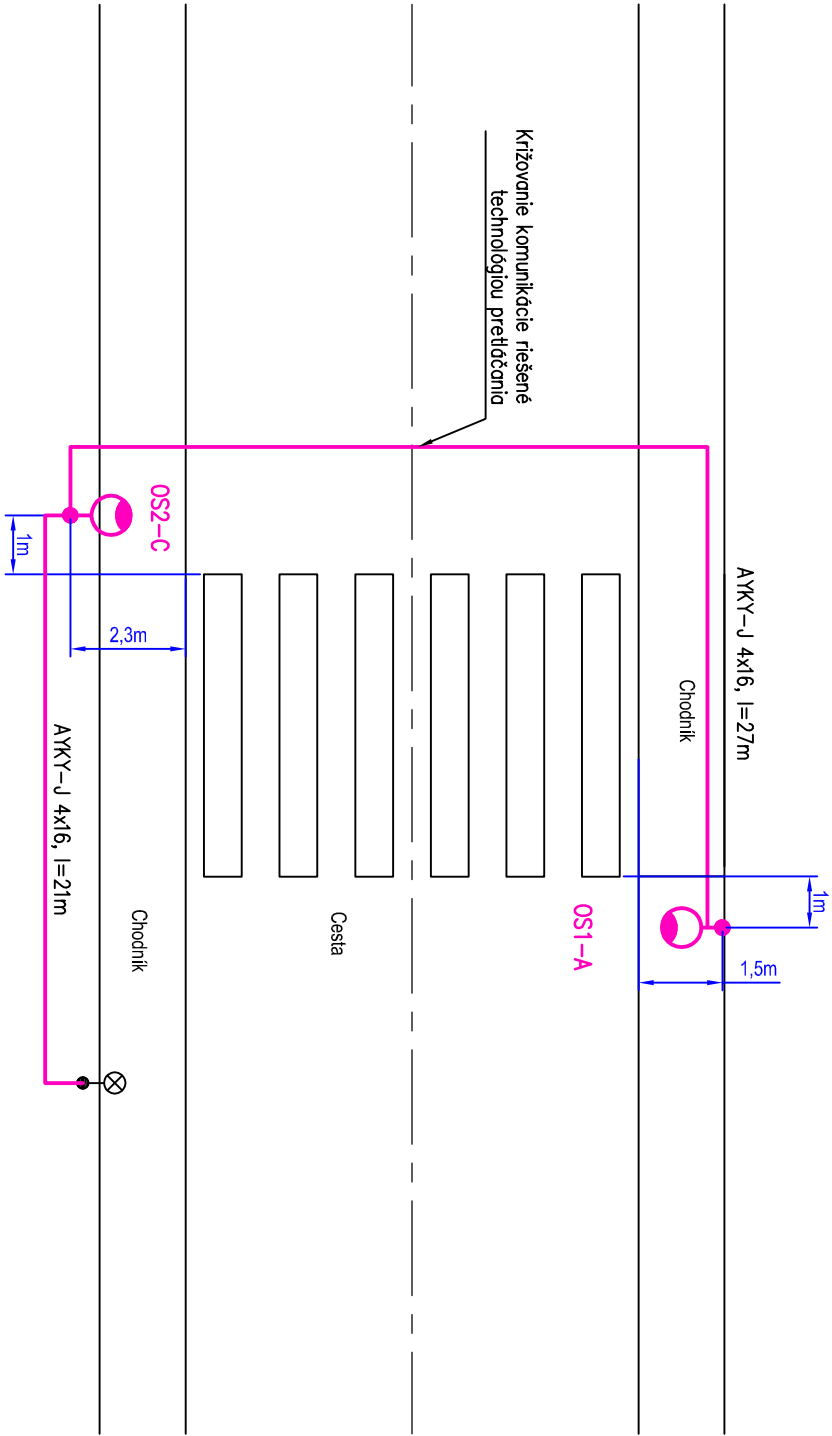 1m
1,5m
AYKY-J 4x16, l=27m
Chodník
OS1-A
Križovanie komunikácie riešené
technológiou pretláčania
Cesta
OS2-C
Chodník
2,3m
AYKY-J 4x16, l=21m
1m